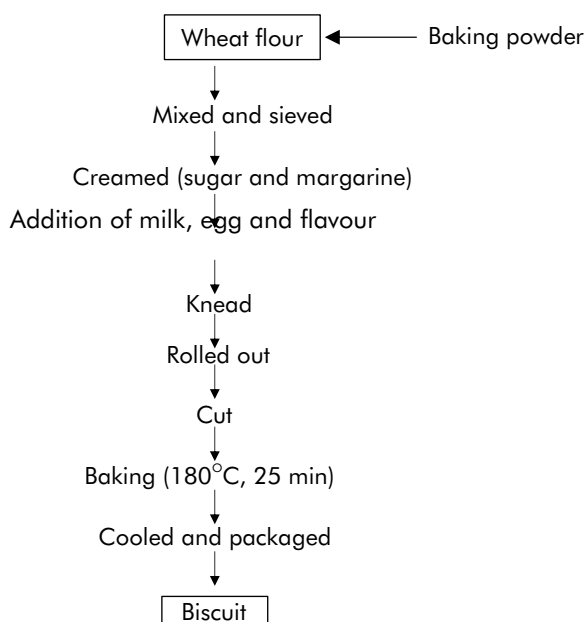 Wheat flour
Baking powder
Mixed and sieved
Creamed (sugar and margarine)
Addition of milk, egg and flavour
Knead
Rolled out
Cut
Baking (180°C, 25 min)
Cooled and packaged
Biscuit